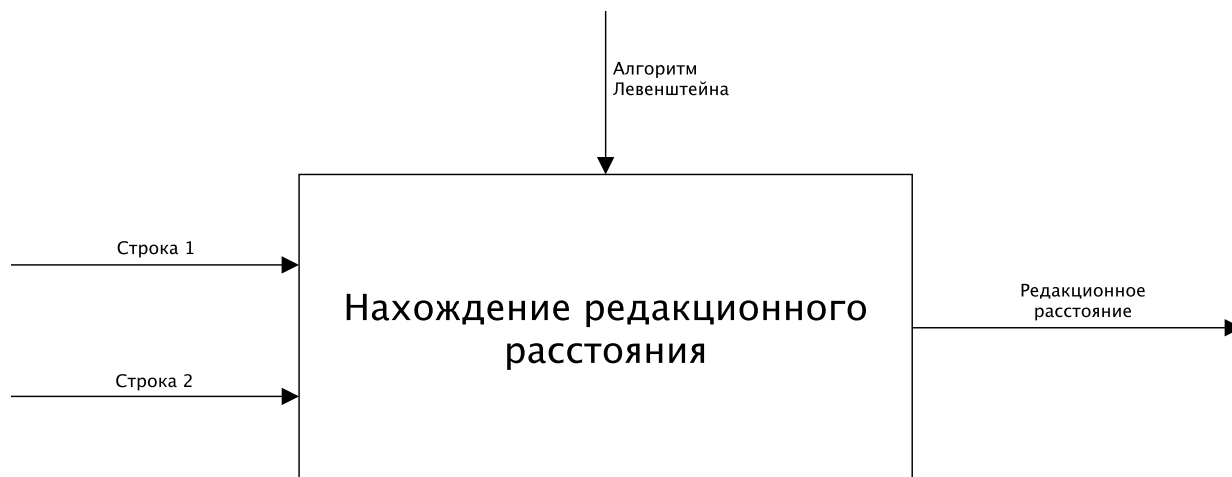 Алгоритм
Левенштейна
Строка 1
Нахождение редакционного
расстояния
Редакционное
расстояние
Строка 2